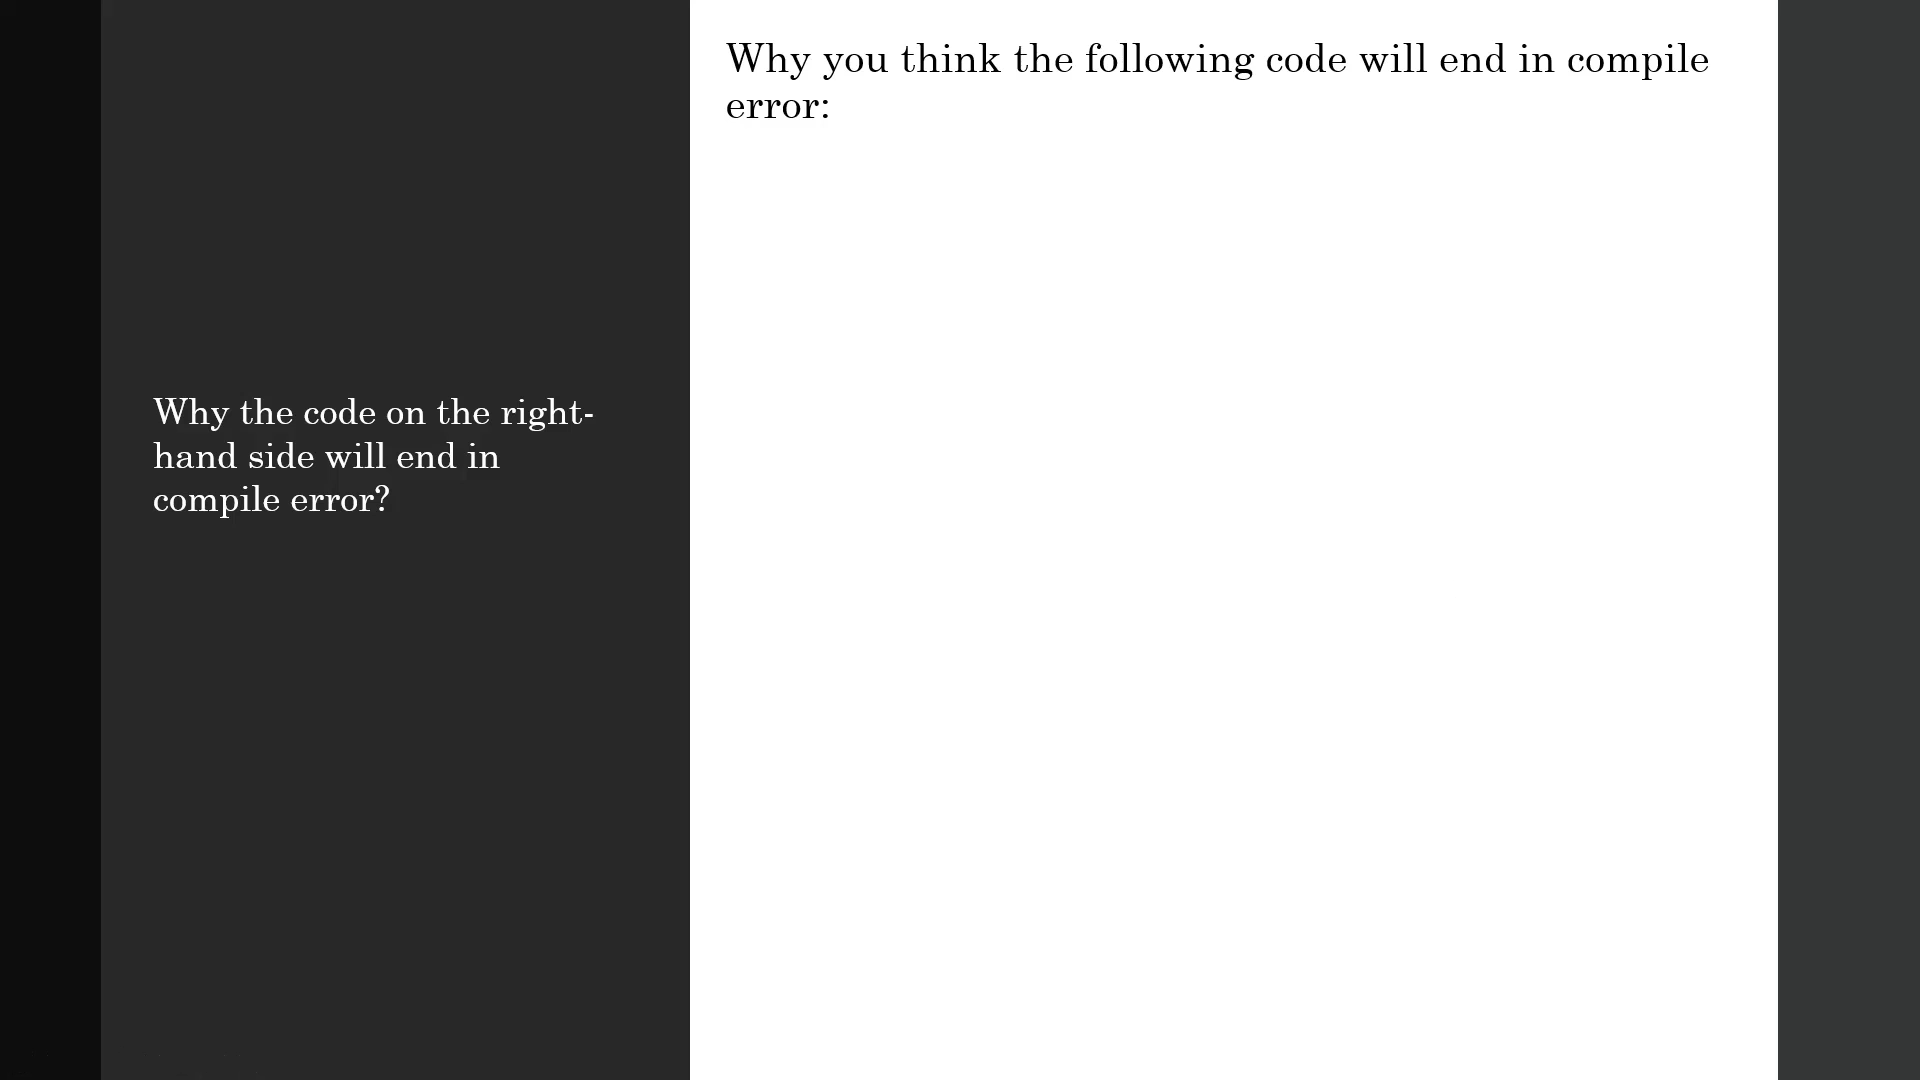 Why the code on the right-
hand side will end in
compile error?
Why you think the following code will end in compile
error: